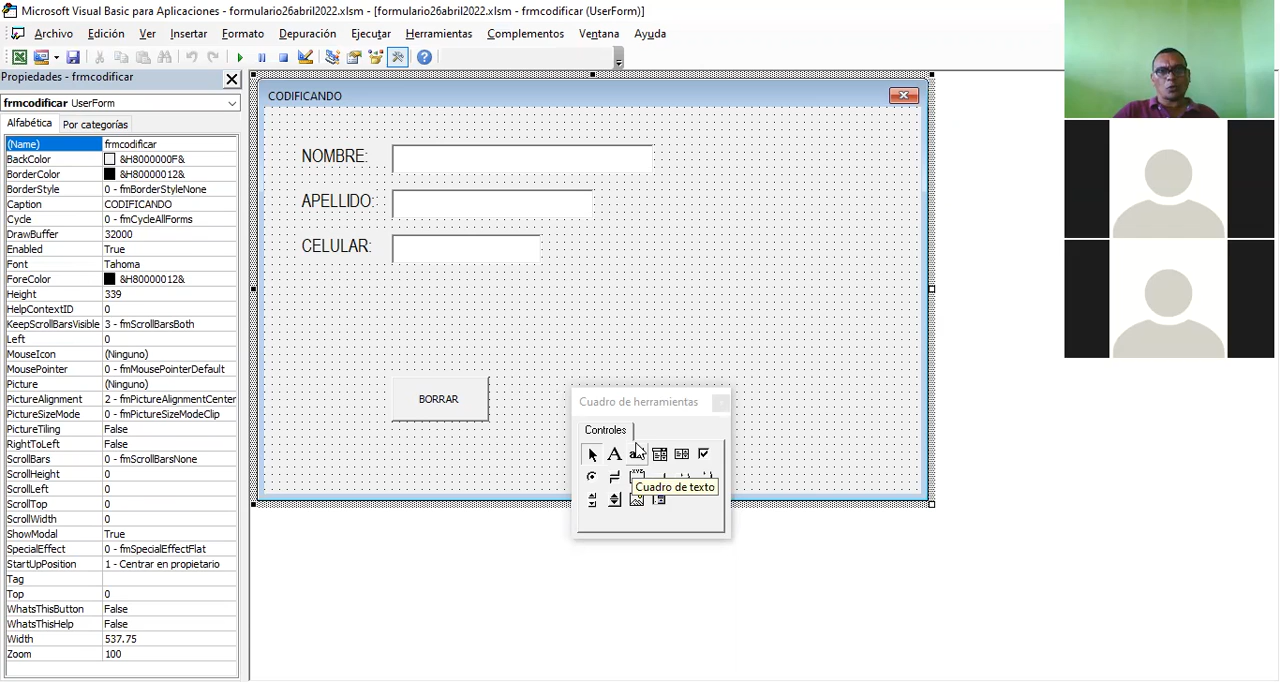 Microsoft Visual Basic para Aplicaciones - formulario26abril2022.xlsm - [formulario26abril2022.xlsm - frmcodificar (UserForm)]
Archivo Edición Ver Insertar Formato Depuración Ejecutar Herramientas Complementos Ventana Ayuda
Propiedades - frmcodificar
frmcodificar UserForm
Alfabética Por categorías
(Name) frmcodificar
BackColor &H8000000F&
BorderColor &H80000012&
BorderStyle 0 - fmBorderStyleNone
Caption CODIFICANDO
Cycle 0 - fmCycleAllForms
DrawBuffer 32000
Enabled True
Font Tahoma
ForeColor &H80000012&
Height 339
HelpContextID 0
KeepScrollBarsVisible 3 - fmScrollBarsBoth
Left 0
MouseIcon (Ninguno)
MousePointer 0 - fmMousePointerDefault
Picture (Ninguno)
PictureAlignment 2 - fmPictureAlignmentCenter
PictureSizeMode 0 - fmPictureSizeModeClip
PictureTiling False
RightToLeft False
ScrollBars 0 - fmScrollBarsNone
ScrollHeight 0
ScrollLeft 0
ScrollTop 0
ScrollWidth 0
ShowModal True
SpecialEffect 0 - fmSpecialEffectFlat
StartUpPosition 1 - Centrar en propietario
Tag
Top 0
WhatsThisButton False
WhatsThisHelp False
Width 537.75
Zoom 100
CODIFICANDO
NOMBRE:
APELLIDO:
CELULAR:
BORRAR
Cuadro de herramientas
Controles
Cuadro de texto